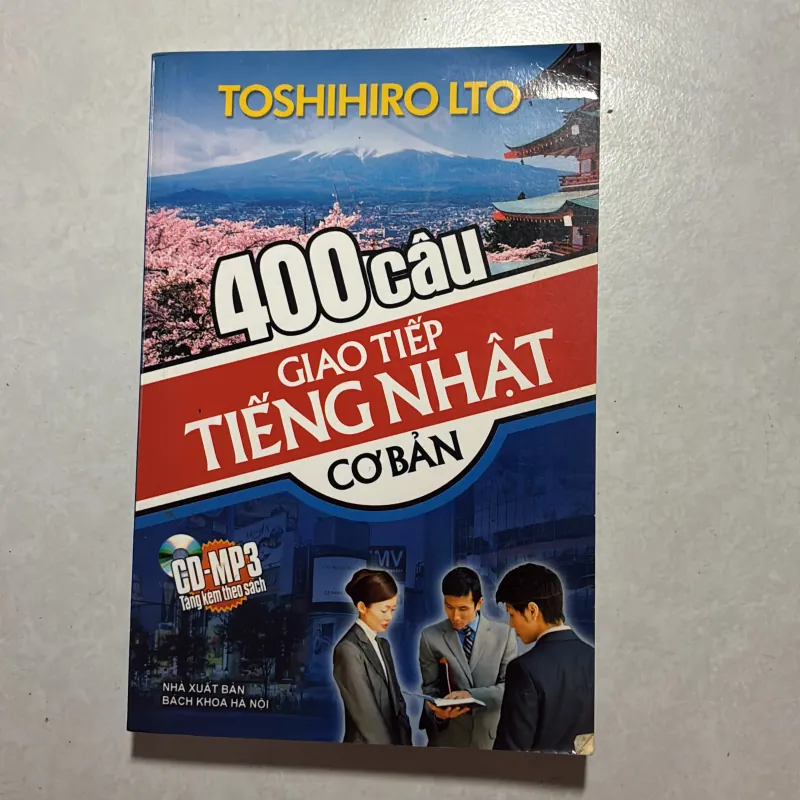 TOSHIHIRO LTO
400 câu
GIAO TIẾP
TIẾNG NHẬT
CƠ BẢN
CD-MP3
Tặng kèm theo sách
NHÀ XUẤT BẢN
BÁCH KHOA HÀ NỘI